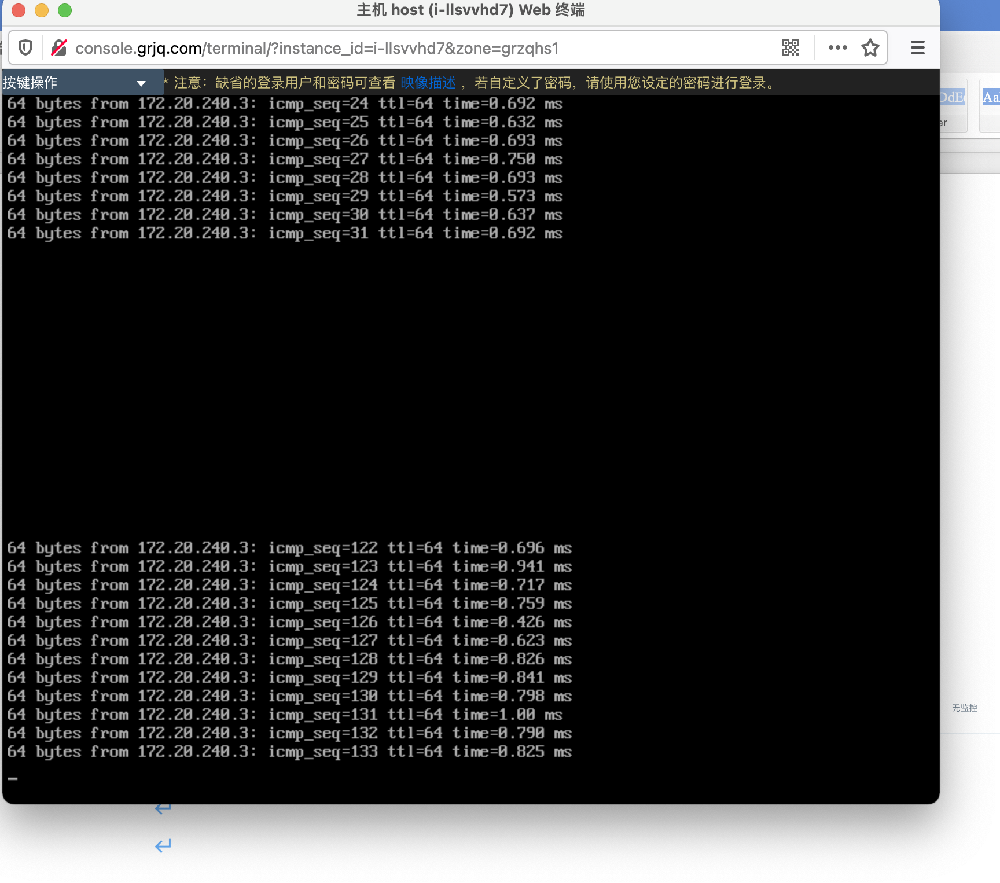 主机 host (i-llsvvhd7) Web 终端
console.grjq.com/terminal/?instance_id=i-llsvvhd7&zone=grzqhs1
按键操作
* 注意：缺省的登录用户和密码可查看 映像描述 ，若自定义了密码，请使用您设定的密码进行登录。
64 bytes from 172.20.240.3: icmp_seq=24 ttl=64 time=0.692 ms
64 bytes from 172.20.240.3: icmp_seq=25 ttl=64 time=0.632 ms
64 bytes from 172.20.240.3: icmp_seq=26 ttl=64 time=0.693 ms
64 bytes from 172.20.240.3: icmp_seq=27 ttl=64 time=0.750 ms
64 bytes from 172.20.240.3: icmp_seq=28 ttl=64 time=0.693 ms
64 bytes from 172.20.240.3: icmp_seq=29 ttl=64 time=0.573 ms
64 bytes from 172.20.240.3: icmp_seq=30 ttl=64 time=0.637 ms
64 bytes from 172.20.240.3: icmp_seq=31 ttl=64 time=0.692 ms
64 bytes from 172.20.240.3: icmp_seq=122 ttl=64 time=0.696 ms
64 bytes from 172.20.240.3: icmp_seq=123 ttl=64 time=0.941 ms
64 bytes from 172.20.240.3: icmp_seq=124 ttl=64 time=0.717 ms
64 bytes from 172.20.240.3: icmp_seq=125 ttl=64 time=0.759 ms
64 bytes from 172.20.240.3: icmp_seq=126 ttl=64 time=0.426 ms
64 bytes from 172.20.240.3: icmp_seq=127 ttl=64 time=0.623 ms
64 bytes from 172.20.240.3: icmp_seq=128 ttl=64 time=0.826 ms
64 bytes from 172.20.240.3: icmp_seq=129 ttl=64 time=0.841 ms
64 bytes from 172.20.240.3: icmp_seq=130 ttl=64 time=0.798 ms
64 bytes from 172.20.240.3: icmp_seq=131 ttl=64 time=1.00 ms
64 bytes from 172.20.240.3: icmp_seq=132 ttl=64 time=0.790 ms
64 bytes from 172.20.240.3: icmp_seq=133 ttl=64 time=0.825 ms
无监控